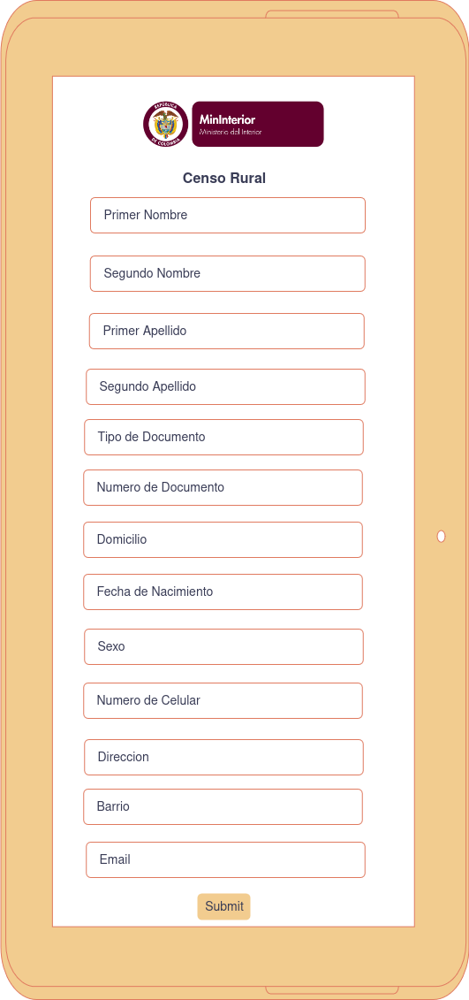 REPÚBLICA
DE COLOMBIA
MinInterior
Ministerio del Interior
Censo Rural
Primer Nombre
Segundo Nombre
Primer Apellido
Segundo Apellido
Tipo de Documento
Numero de Documento
Domicilio
Fecha de Nacimiento
Sexo
Numero de Celular
Direccion
Barrio
Email
Submit